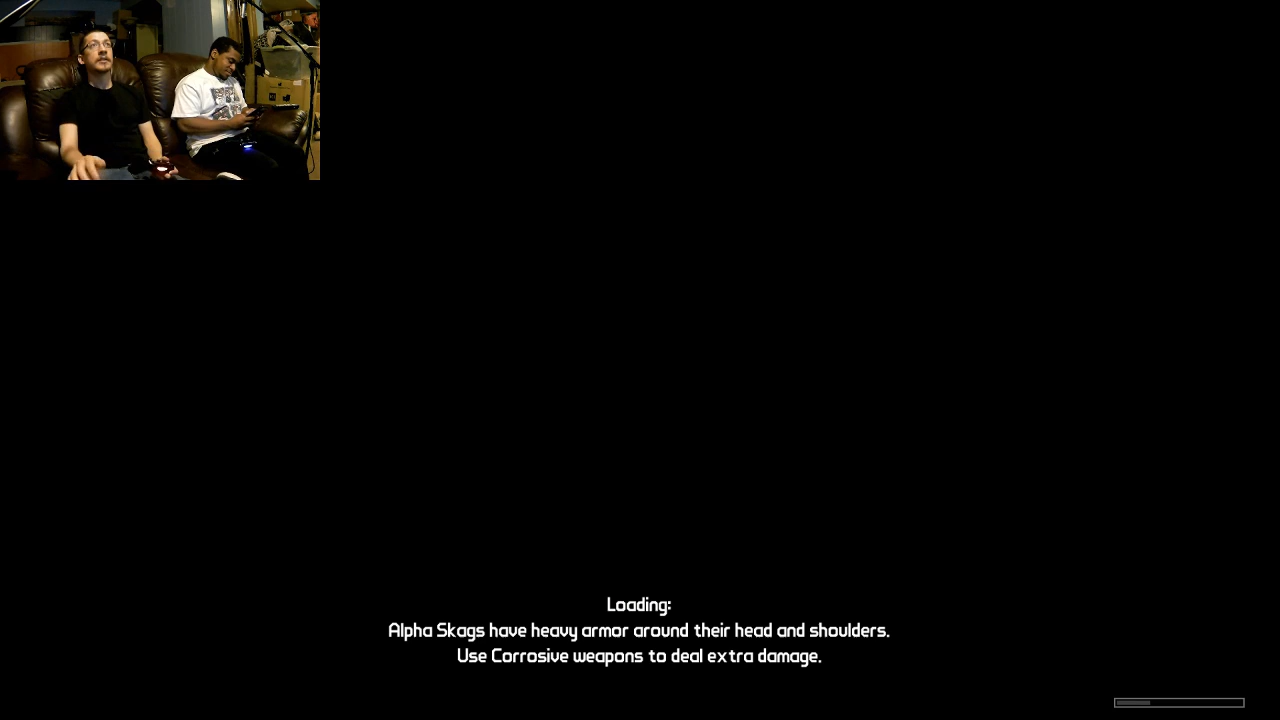 Loading:
Alpha Skags have heavy armor around their head and shoulders.
Use Corrosive weapons to deal extra damage.